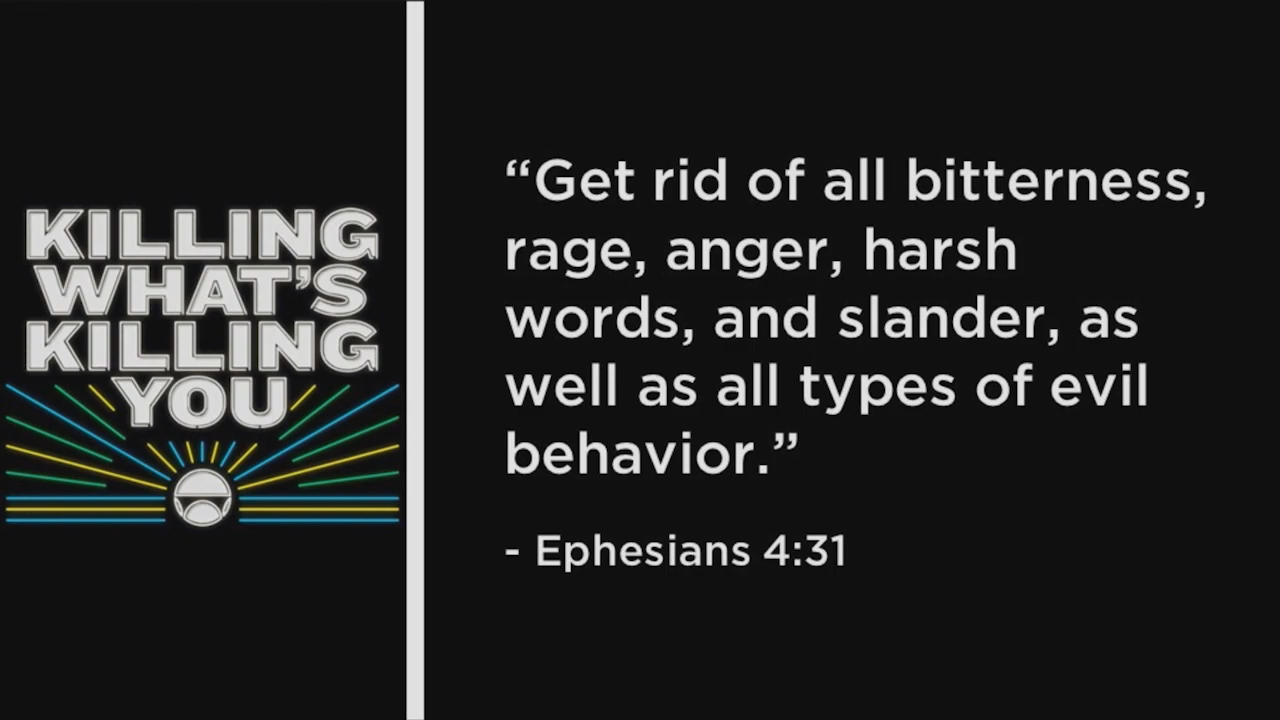 KILLING
WHAT'S
KILLING
YOU
“Get rid of all bitterness,
rage, anger, harsh
words, and slander, as
well as all types of evil
behavior.”
- Ephesians 4:31